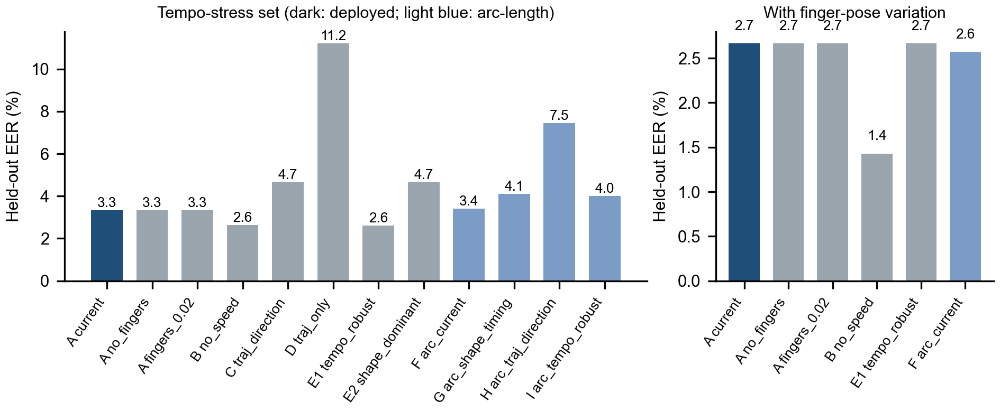 Tempo-stress set (dark: deployed; light blue: arc-length)
Held-out EER (%)
10
8
6
4
2
0
3.3
3.3
3.3
2.6
4.7
11.2
2.6
4.7
3.4
4.1
7.5
4.0
A current
A no_fingers
A fingers_0.02
B no_speed
C traj_direction
D traj_only
E1 tempo_robust
E2 shape_dominant
F arc_current
G arc_shape_timing
H arc_traj_direction
I arc_tempo_robust
With finger-pose variation
Held-out EER (%)
2.5
2.0
1.5
1.0
0.5
0.0
2.7
2.7
2.7
1.4
2.7
2.6
A current
A no_fingers
A fingers_0.02
B no_speed
E1 tempo_robust
F arc_current